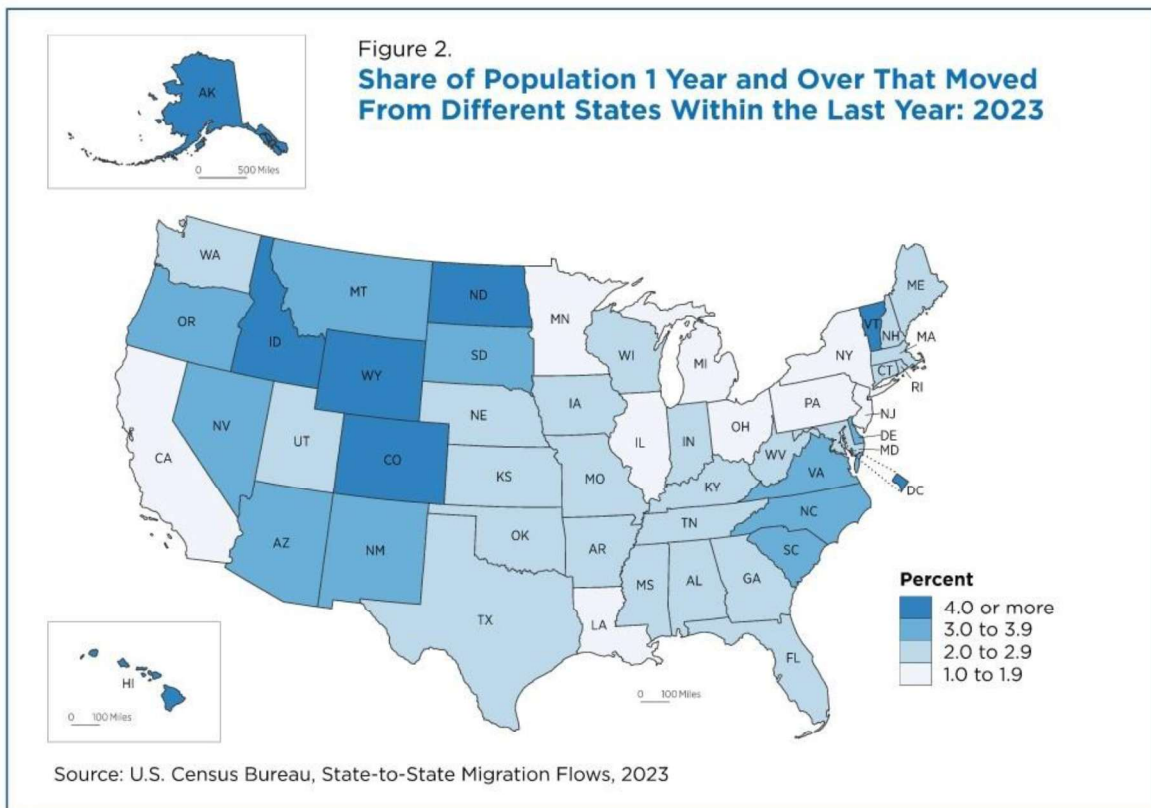 Figure 2.
Share of Population 1 Year and Over That Moved
From Different States Within the Last Year: 2023
AK
0 500 Miles
WA
MT
ND
MN
ME
OR
ID
SD
WI
VT
NH
MA
WY
MI
NY
CT
RI
NV
UT
NE
IA
PA
NJ
CA
CO
IL
IN
OH
DE
MD
KS
MO
WV
VA
DC
KY
AZ
NM
OK
TN
NC
AR
SC
MS
AL
GA
TX
LA
FL
HI
0 100 Miles
0 100 Miles
Percent
4.0 or more
3.0 to 3.9
2.0 to 2.9
1.0 to 1.9
Source: U.S. Census Bureau, State-to-State Migration Flows, 2023